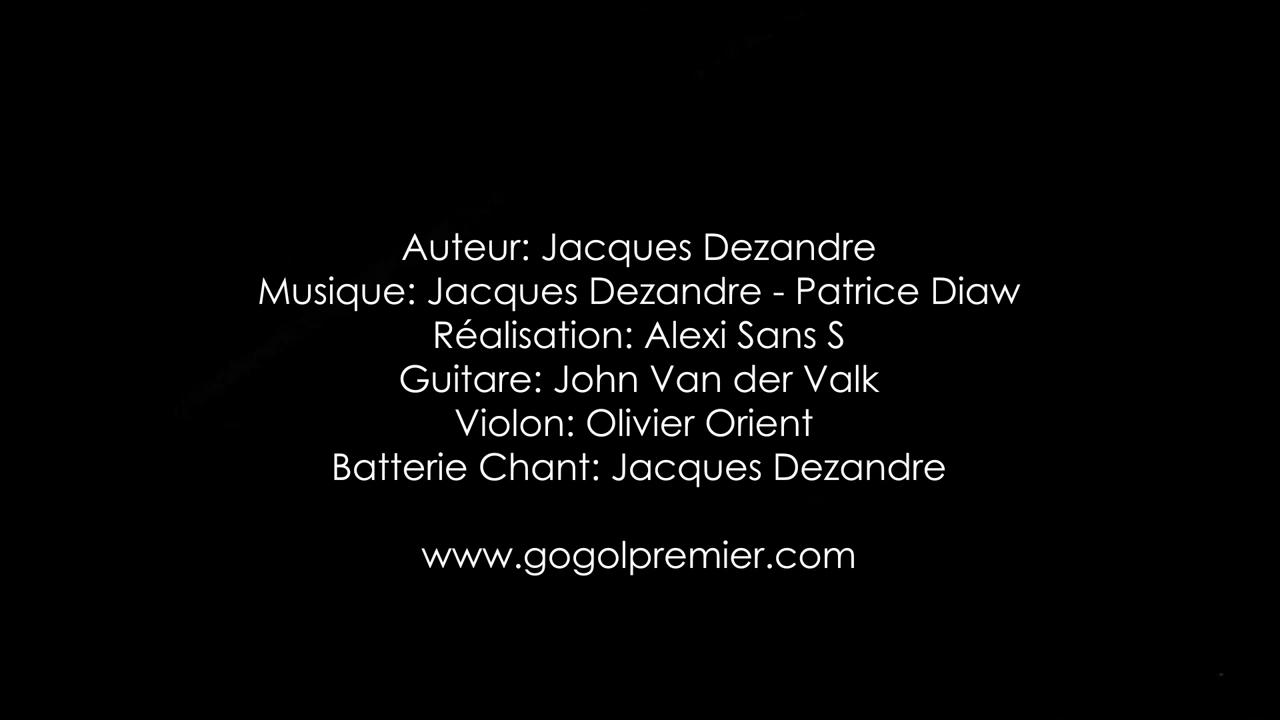 Auteur: Jacques Dezandre
Musique: Jacques Dezandre - Patrice Diaw
Réalisation: Alexi Sans S
Guitare: John Van der Valk
Violon: Olivier Orient
Batterie Chant: Jacques Dezandre
www.gogolpremier.com